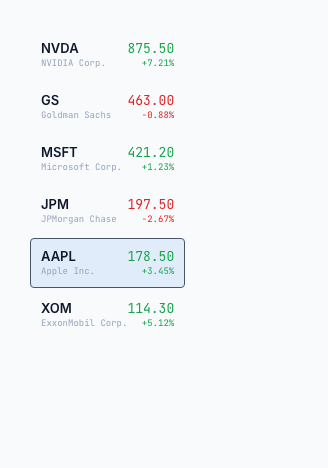 NVDA 875.50
NVIDIA Corp. +7.21%
GS 463.00
Goldman Sachs -0.88%
MSFT 421.20
Microsoft Corp. +1.23%
JPM 197.50
JPMorgan Chase -2.67%
AAPL 178.50
Apple Inc. +3.45%
XOM 114.30
ExxonMobil Corp. +5.12%